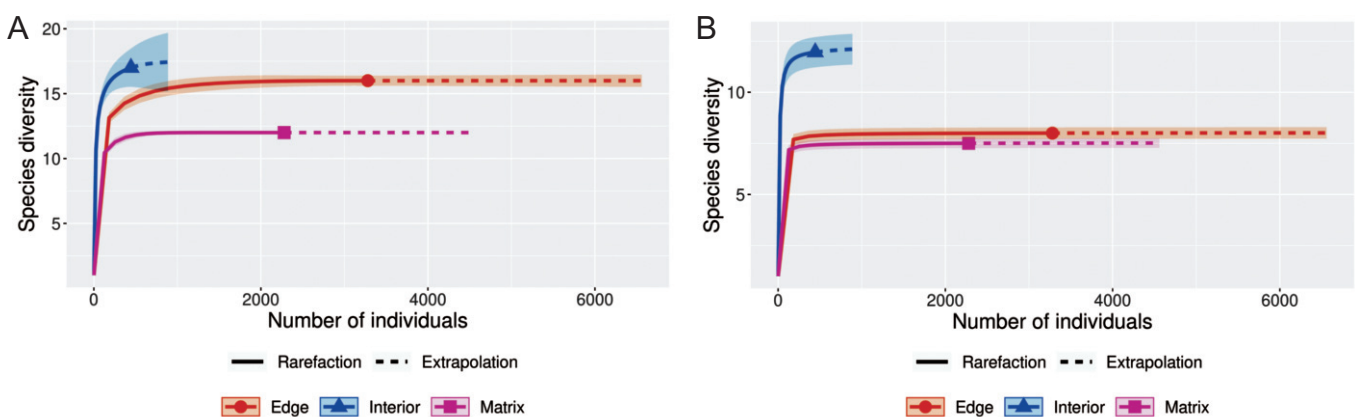 A
Species diversity
20
15
10
5
0
2000
4000
6000
Number of individuals
Rarefaction
Extrapolation
Edge
Interior
Matrix
B
Species diversity
10
5
0
2000
4000
6000
Number of individuals
Rarefaction
Extrapolation
Edge
Interior
Matrix